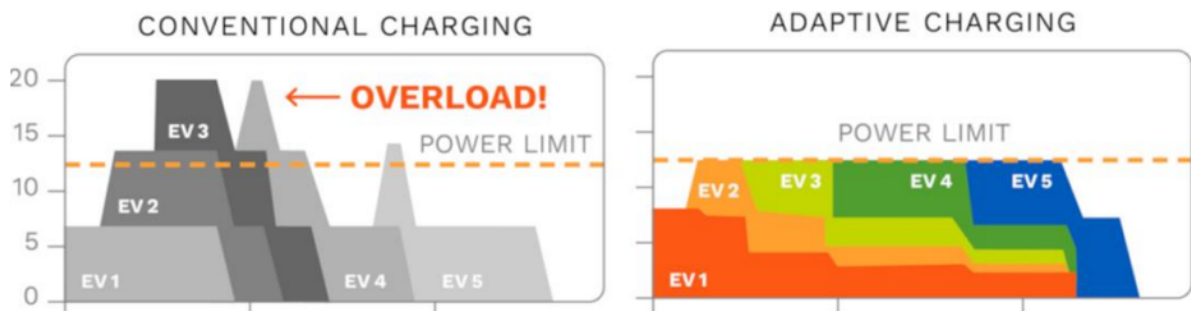 CONVENTIONAL CHARGING
20
15
10
5
0
EV 3
EV 2
EV 1
EV 4
EV 5
← OVERLOAD!
POWER LIMIT
ADAPTIVE CHARGING
POWER LIMIT
EV 2
EV 3
EV 4
EV 5
EV 1